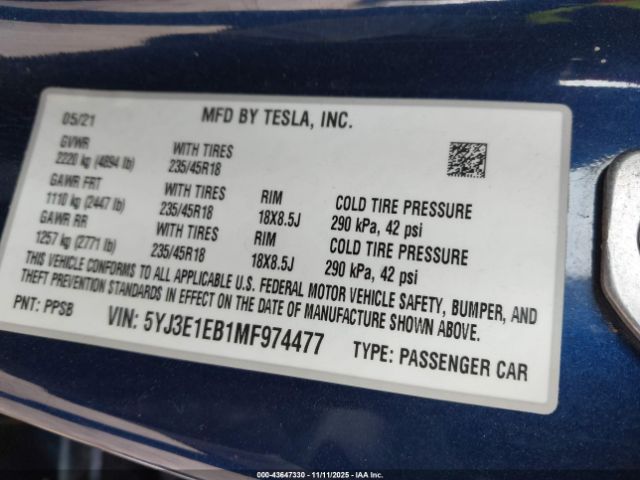 05/21 MFD BY TESLA, INC.
GVWR WITH TIRES
2220 kg (4894 lb) 235/45R18
GAWR FRT WITH TIRES RIM COLD TIRE PRESSURE
1110 kg (2447 lb) 235/45R18 18X8.5J 290 kPa, 42 psi
GAWR RR WITH TIRES RIM COLD TIRE PRESSURE
1257 kg (2771 lb) 235/45R18 18X8.5J 290 kPa, 42 psi
THIS VEHICLE CONFORMS TO ALL APPLICABLE U.S. FEDERAL MOTOR VEHICLE SAFETY, BUMPER, AND
THEFT PREVENTION STANDARDS IN EFFECT ON THE DATE OF MANUFACTURE SHOWN ABOVE.
PNT: PPSB VIN: 5YJ3E1EB1MF974477 TYPE: PASSENGER CAR
000-43647330 - 11/11/2025 - IAA Inc.